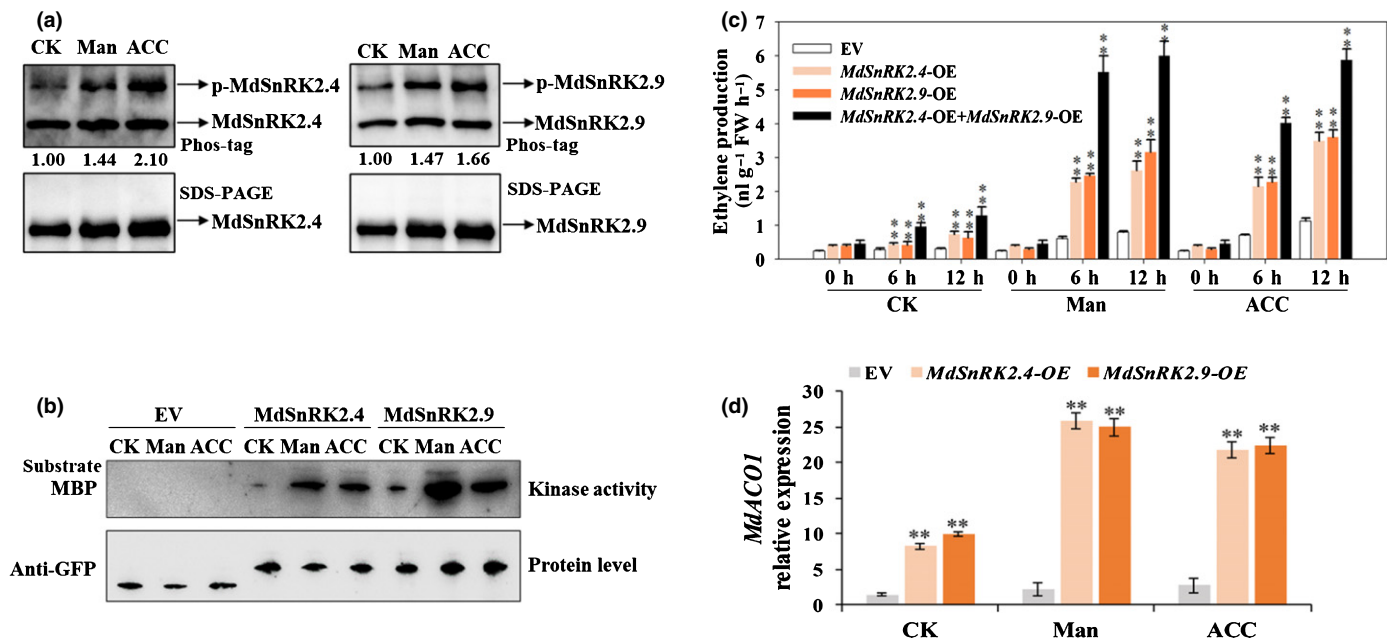 (a)
CK Man ACC
p-MdSnRK2.4
MdSnRK2.4
Phos-tag
1.00 1.44 2.10
SDS-PAGE
MdSnRK2.4
CK Man ACC
p-MdSnRK2.9
MdSnRK2.9
Phos-tag
1.00 1.47 1.66
SDS-PAGE
MdSnRK2.9
(b)
EV MdSnRK2.4 MdSnRK2.9
CK Man ACC CK Man ACC CK Man ACC
Substrate
MBP
Kinase activity
Anti-GFP
Protein level
(c)
Ethylene production
(nl g⁻¹ FW h⁻¹)
7
6
5
4
3
2
1
0
EV
MdSnRK2.4-OE
MdSnRK2.9-OE
MdSnRK2.4-OE+MdSnRK2.9-OE
** ** ** ** ** ** ** ** ** ** ** ** ** ** ** ** ** **
0 h 6 h 12 h 0 h 6 h 12 h 0 h 6 h 12 h
CK Man ACC
(d)
EV MdSnRK2.4-OE MdSnRK2.9-OE
MdACO1
relative expression
30
25
20
15
10
5
0
** ** ** ** ** **
CK Man ACC